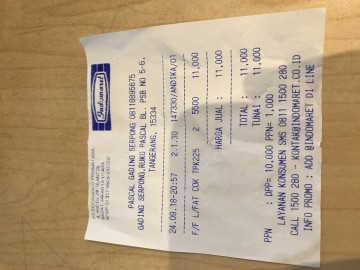 Indomaret
PASCAL GADING SERPONG 08118895675
GADING SERPONG,RUKO PASCAL BL. PSB NO 5-6,
TANGERANG, 15334
24.09.18-20:57 2.1.30 147330/ANDIKA/01
F/F L/FAT COK TPK225 2 5500 11,000
HARGA JUAL : 11,000
TOTAL : 11,000
TUNAI : 11,000
PPN : DPP= 10,000 PPN= 1,000
LAYANAN KONSUMEN SMS 0811 1500 280
CALL 1500 280 - KONTAK@INDOMARET.CO.ID
INFO PROMO : ADD @INDOMARET DI LINE